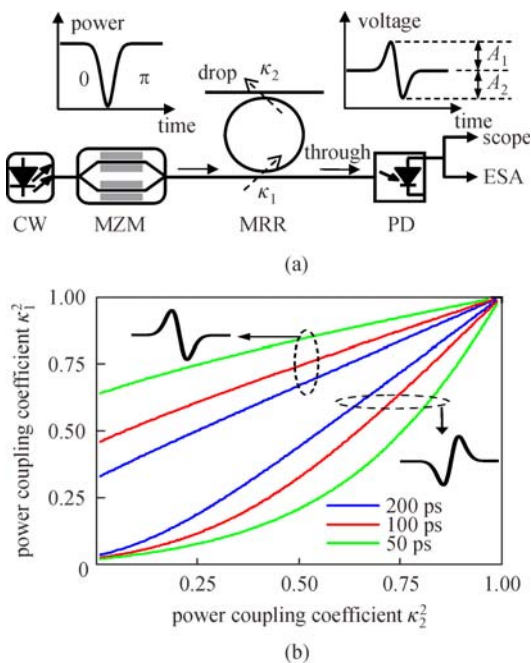 (a)
power
0 π
time
drop κ₂
through
κ₁
voltage
A₁
A₂
time
scope
ESA
CW MZM MRR PD
(a)
(b)
power coupling coefficient κ₁²
1.00
0.75
0.50
0.25
0
200 ps
100 ps
50 ps
0.25 0.50 0.75 1.00
power coupling coefficient κ₂²